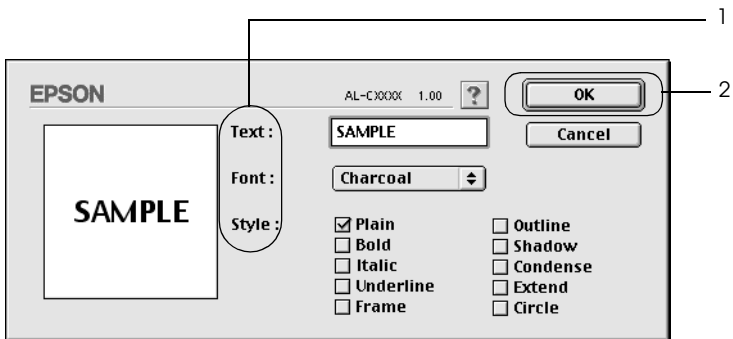 1
EPSON AL-CXXXX 1.00 ? OK 2
Text : SAMPLE Cancel
Font : Charcoal
SAMPLE
Style : Plain Outline
Bold Shadow
Italic Condense
Underline Extend
Frame Circle